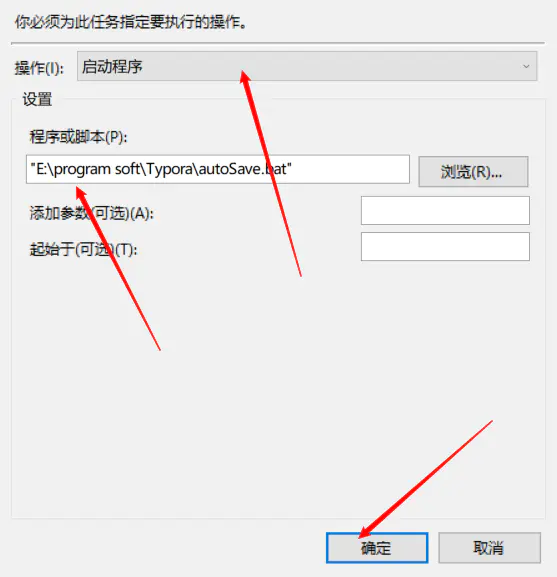 你必须为此任务指定要执行的操作。
操作(I): 启动程序
设置
程序或脚本(P):
"E:\program soft\Typora\autoSave.bat" 浏览(R)...
添加参数(可选)(A):
起始于(可选)(T):
确定 取消